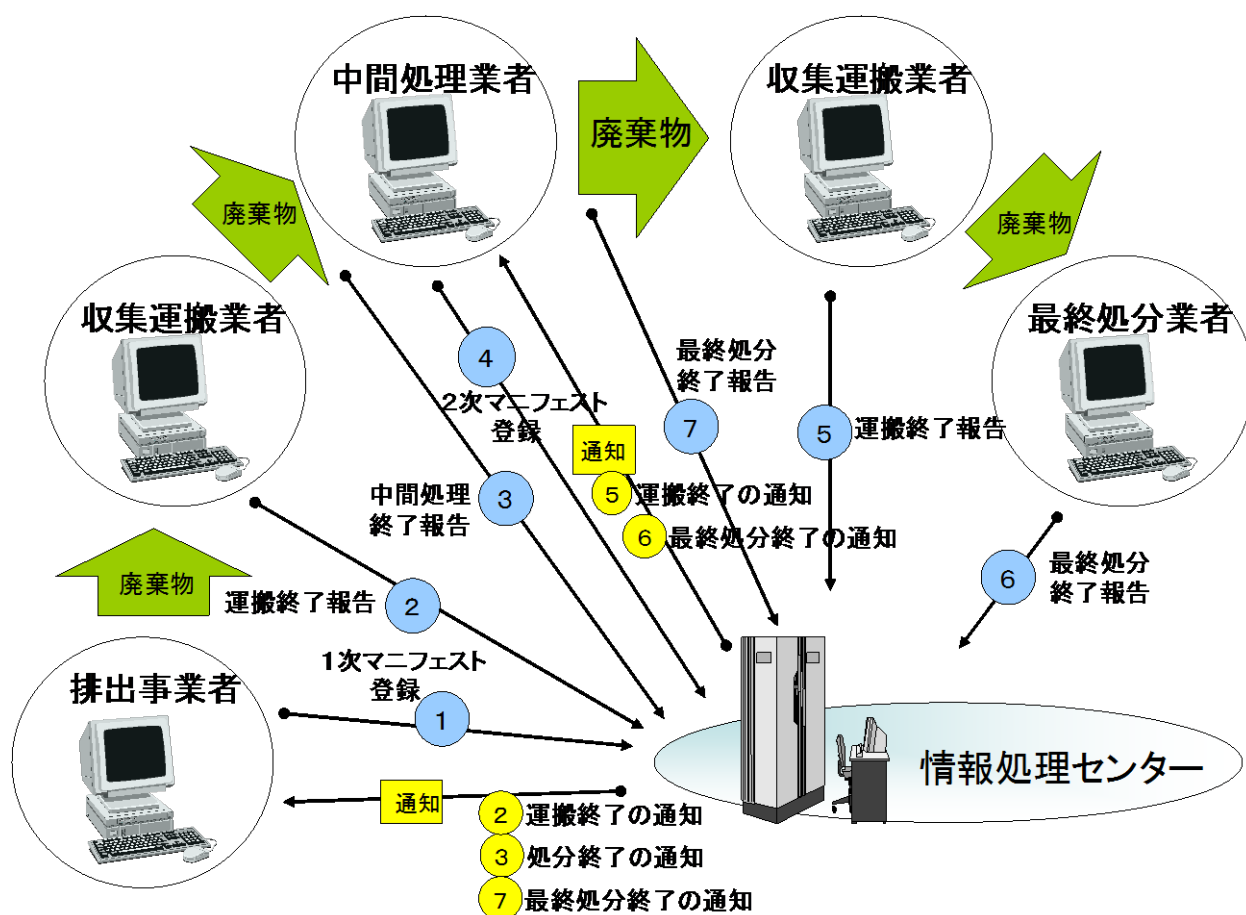 中間処理業者
収集運搬業者
廃棄物
廃棄物
廃棄物
収集運搬業者
最終処分業者
4
最終処分
終了報告
2次マニフェスト
登録
7
5
運搬終了報告
通知
中間処理
終了報告
3
5
運搬終了の通知
6
最終処分終了の通知
6
最終処分
終了報告
廃棄物
運搬終了報告
2
1次マニフェスト
登録
1
排出事業者
情報処理センター
通知
2
運搬終了の通知
3
処分終了の通知
7
最終処分終了の通知